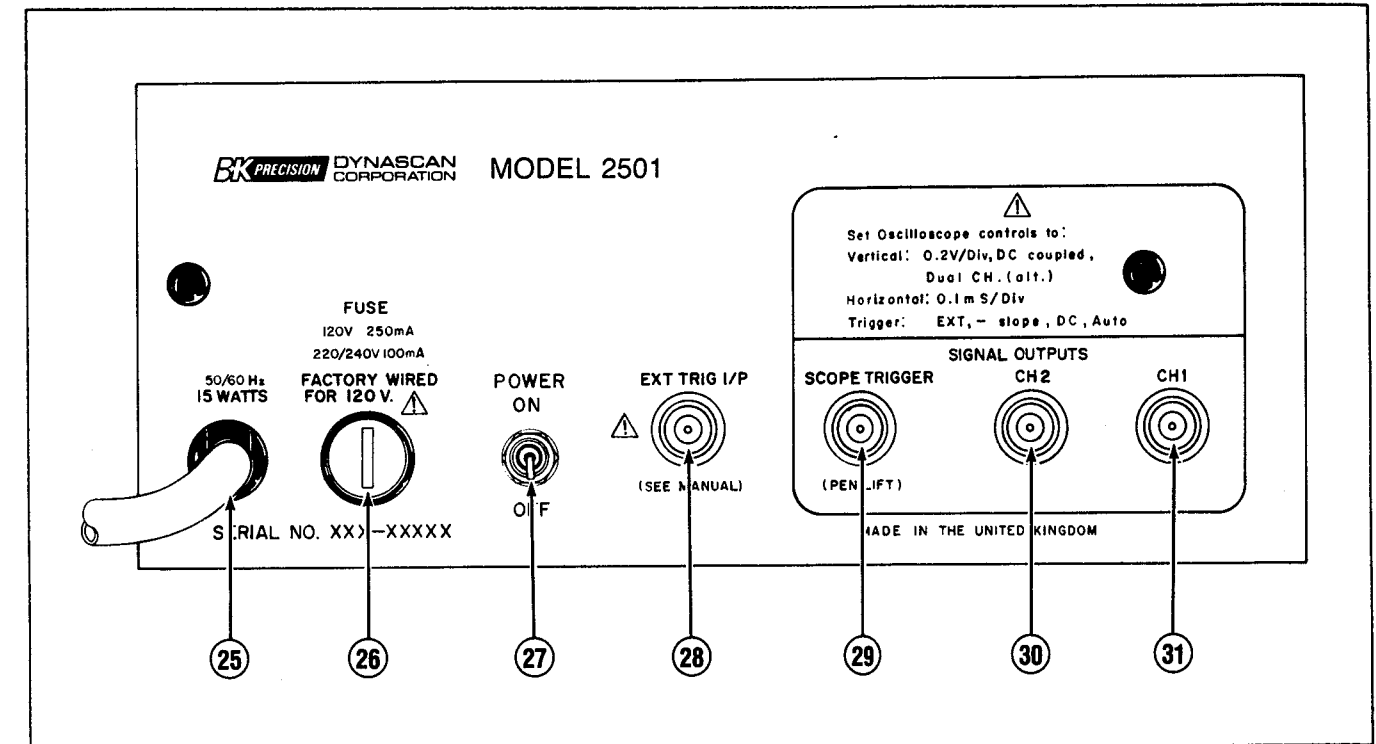 BK PRECISION DYNASCAN CORPORATION MODEL 2501
Set Oscilloscope controls to:
Vertical: 0.2V/Div, DC coupled,
Dual CH. (alt.)
Horizontal: 0.1mS/Div
Trigger: EXT, - slope, DC, Auto
FUSE
120V 250mA
220/240V 100mA
50/60 Hz
15 WATTS
FACTORY WIRED
FOR 120 V.
POWER
ON
OFF
EXT TRIG I/P
(SEE MANUAL)
SIGNAL OUTPUTS
SCOPE TRIGGER
(PEN LIFT)
CH2
CH1
SERIAL NO. XXX-XXXXX
MADE IN THE UNITED KINGDOM
25 26 27 28 29 30 31